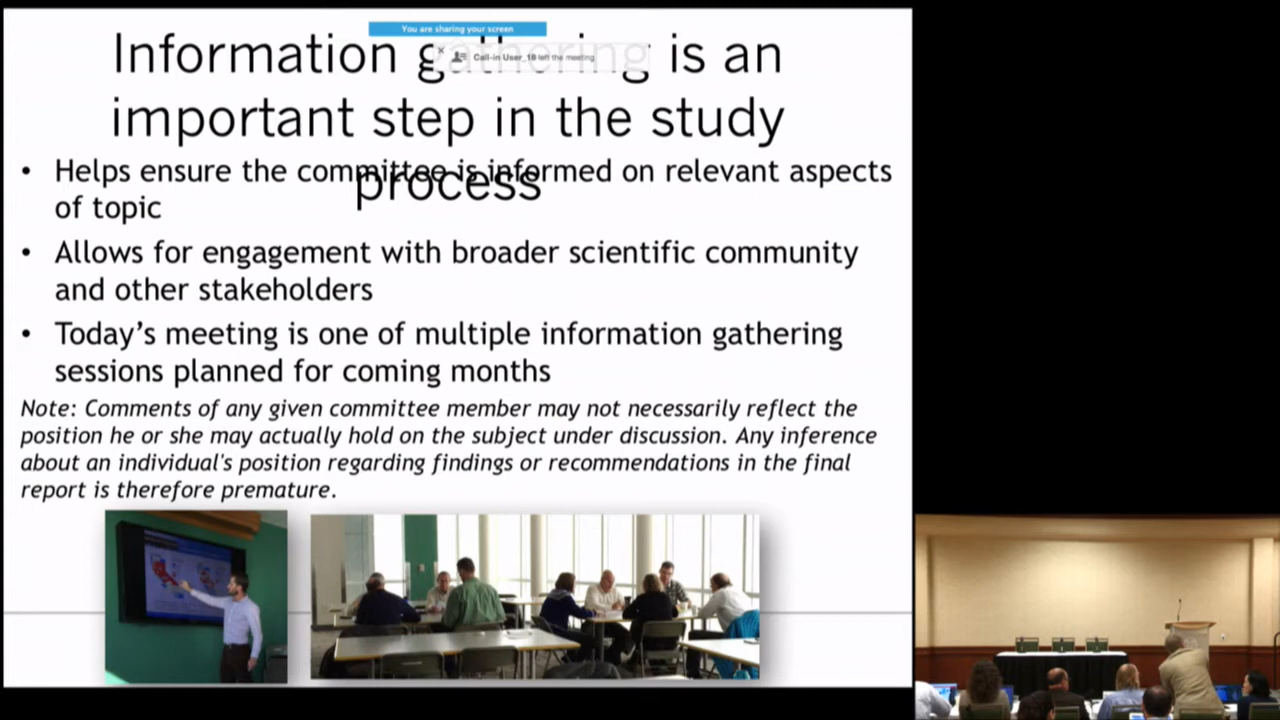 You are sharing your screen
Call-in User_18 left the meeting
Information gathering is an
important step in the study
process
• Helps ensure the committee is informed on relevant aspects
of topic
• Allows for engagement with broader scientific community
and other stakeholders
• Today's meeting is one of multiple information gathering
sessions planned for coming months
Note: Comments of any given committee member may not necessarily reflect the
position he or she may actually hold on the subject under discussion. Any inference
about an individual's position regarding findings or recommendations in the final
report is therefore premature.